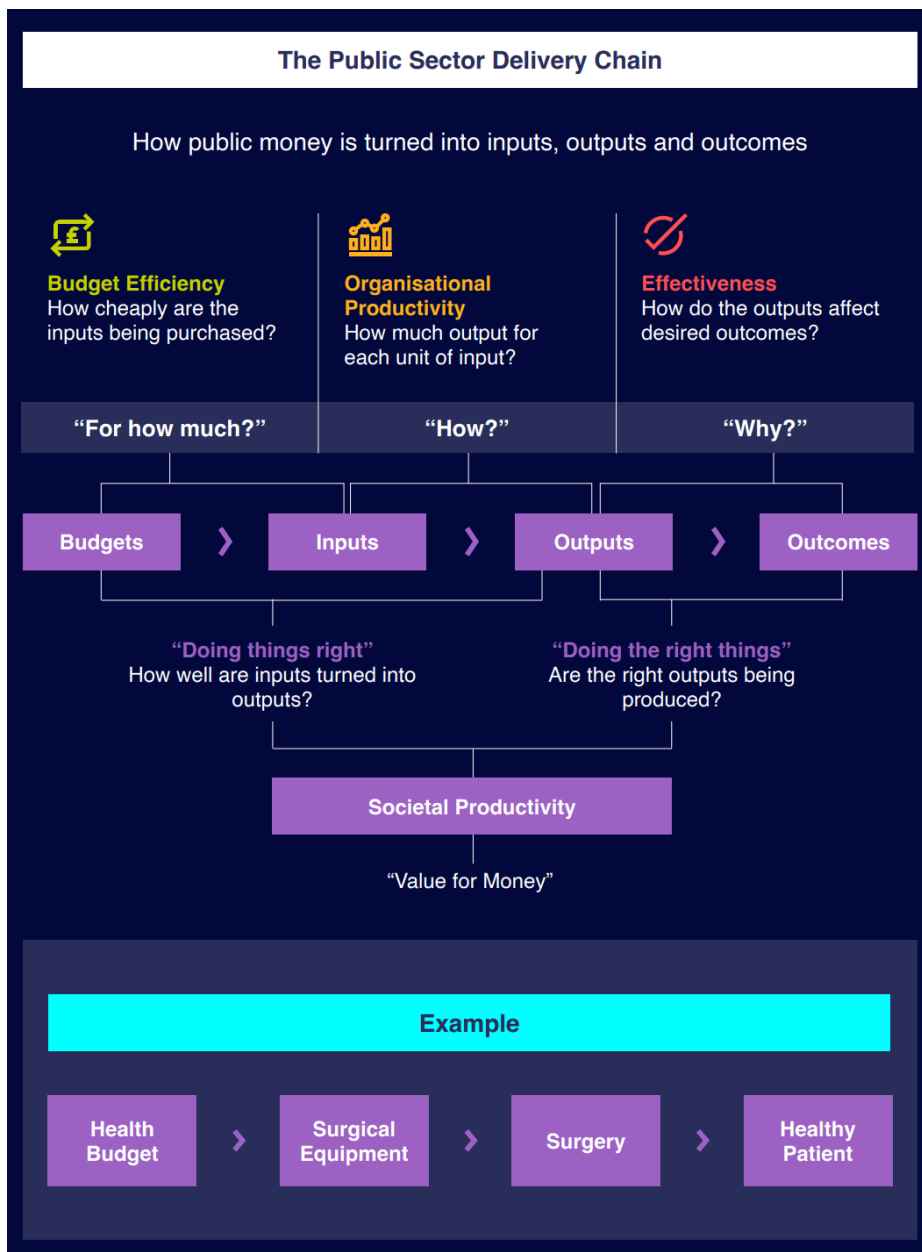 The Public Sector Delivery Chain
How public money is turned into inputs, outputs and outcomes
£
Budget Efficiency
How cheaply are the
inputs being purchased?
Organisational
Productivity
How much output for
each unit of input?
Effectiveness
How do the outputs affect
desired outcomes?
“For how much?”
“How?”
“Why?”
Budgets
Inputs
Outputs
Outcomes
“Doing things right”
How well are inputs turned into
outputs?
“Doing the right things”
Are the right outputs being
produced?
Societal Productivity
“Value for Money”
Example
Health
Budget
Surgical
Equipment
Surgery
Healthy
Patient